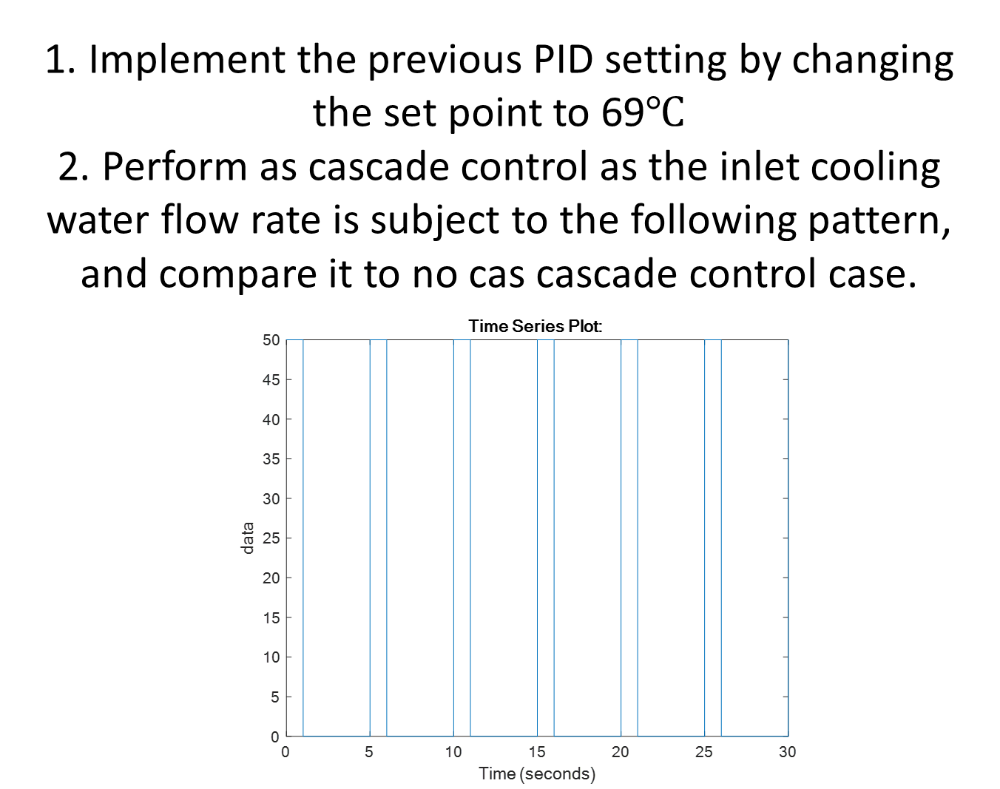 1. Implement the previous PID setting by changing
the set point to 69°C
2. Perform as cascade control as the inlet cooling
water flow rate is subject to the following pattern,
and compare it to no cas cascade control case.
Time Series Plot:
50
45
40
35
30
25
20
15
10
5
0
data
0 5 10 15 20 25 30
Time (seconds)